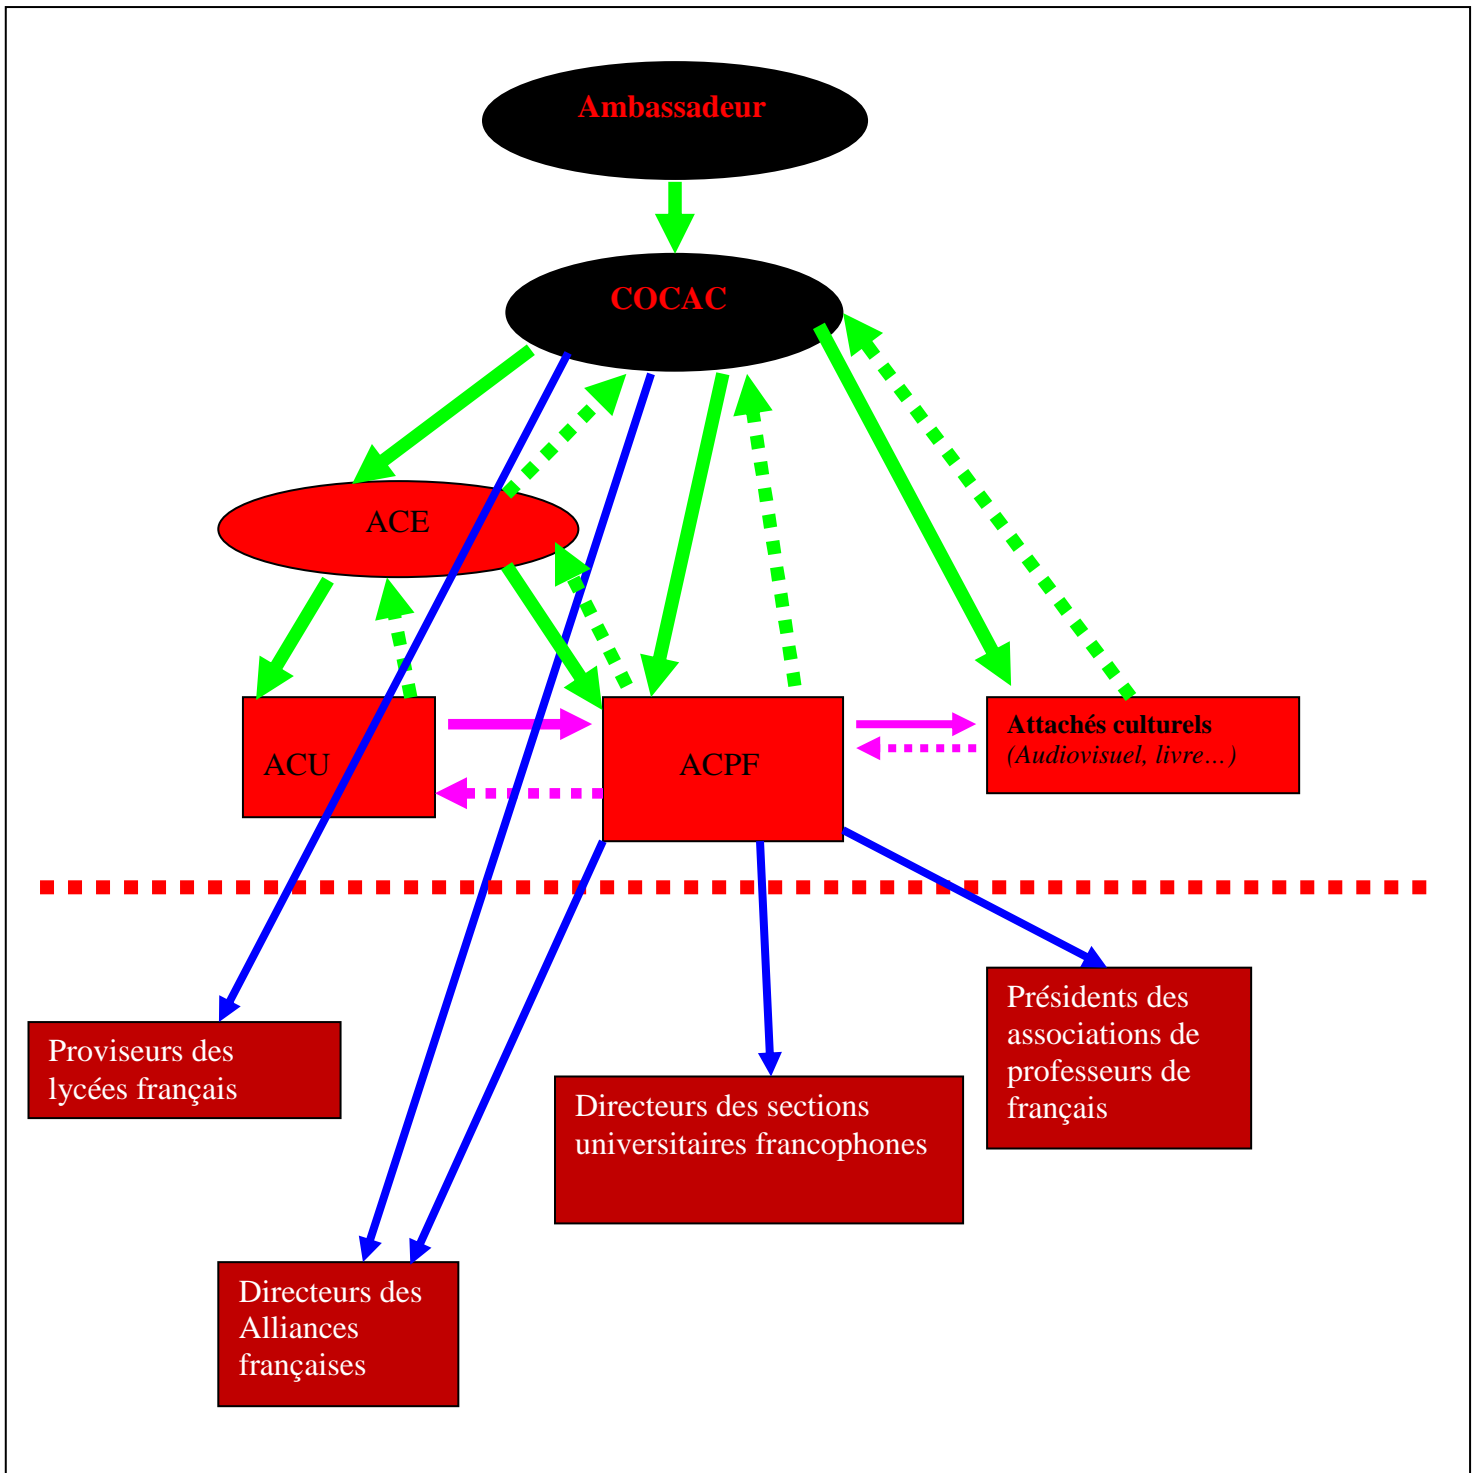 Ambassadeur
COCAC
ACE
ACU
ACPF
Attachés culturels
(Audiovisuel, livre…)
Proviseurs des
lycées français
Directeurs des sections
universitaires francophones
Présidents des
associations de
professeurs de
français
Directeurs des
Alliances
françaises